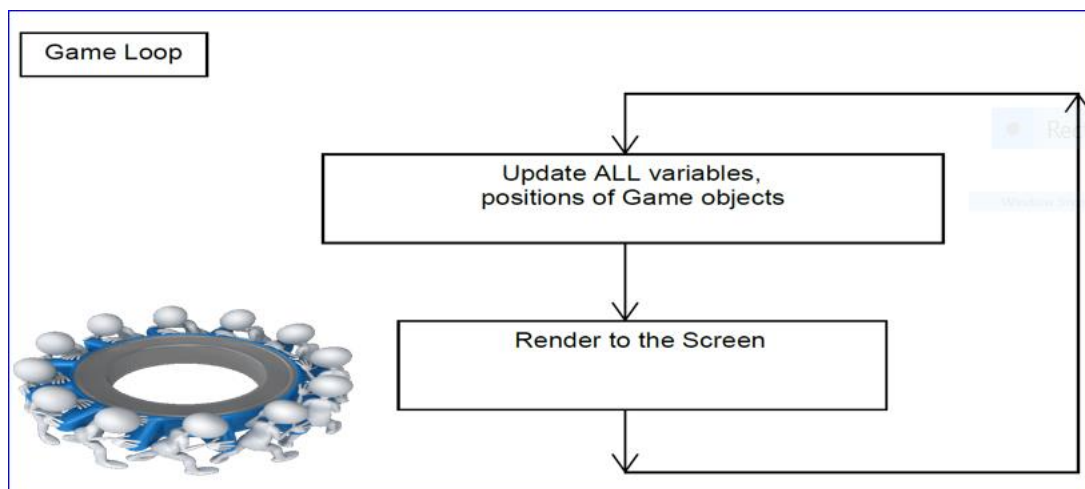 Game Loop
Update ALL variables,
positions of Game objects
Render to the Screen